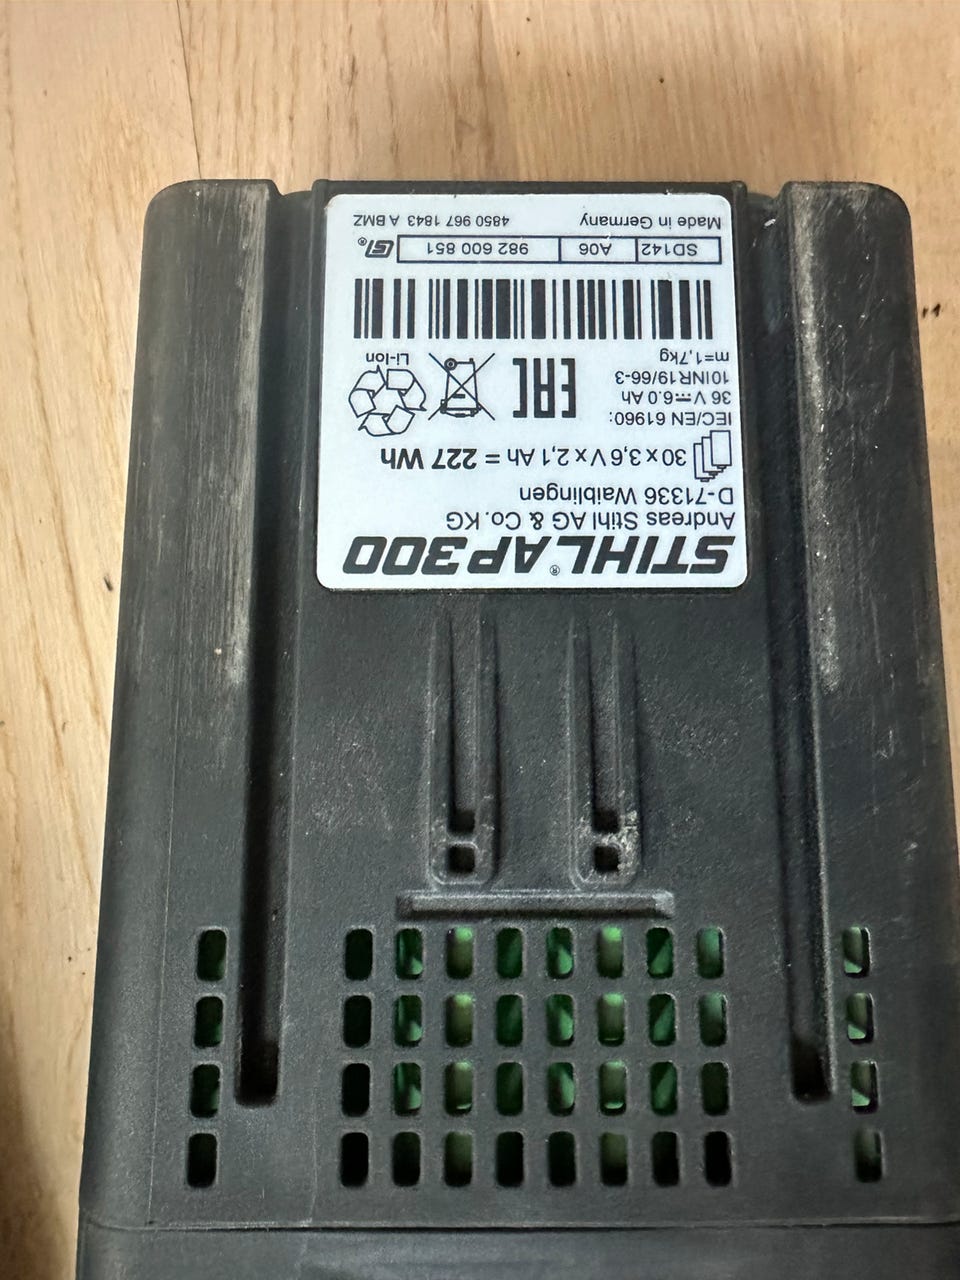 STIHL® AP 300
Andreas Stihl AG & Co. KG
D-71336 Waiblingen
30 x 3,6 V x 2,1 Ah = 227 Wh
IEC/EN 61960:
36 V⎓6.0 Ah
10INR19/66-3
m=1,7kg
EAC
Li-Ion
SD142 A06 982 600 851
Made in Germany 4850 967 1843 A BMZ